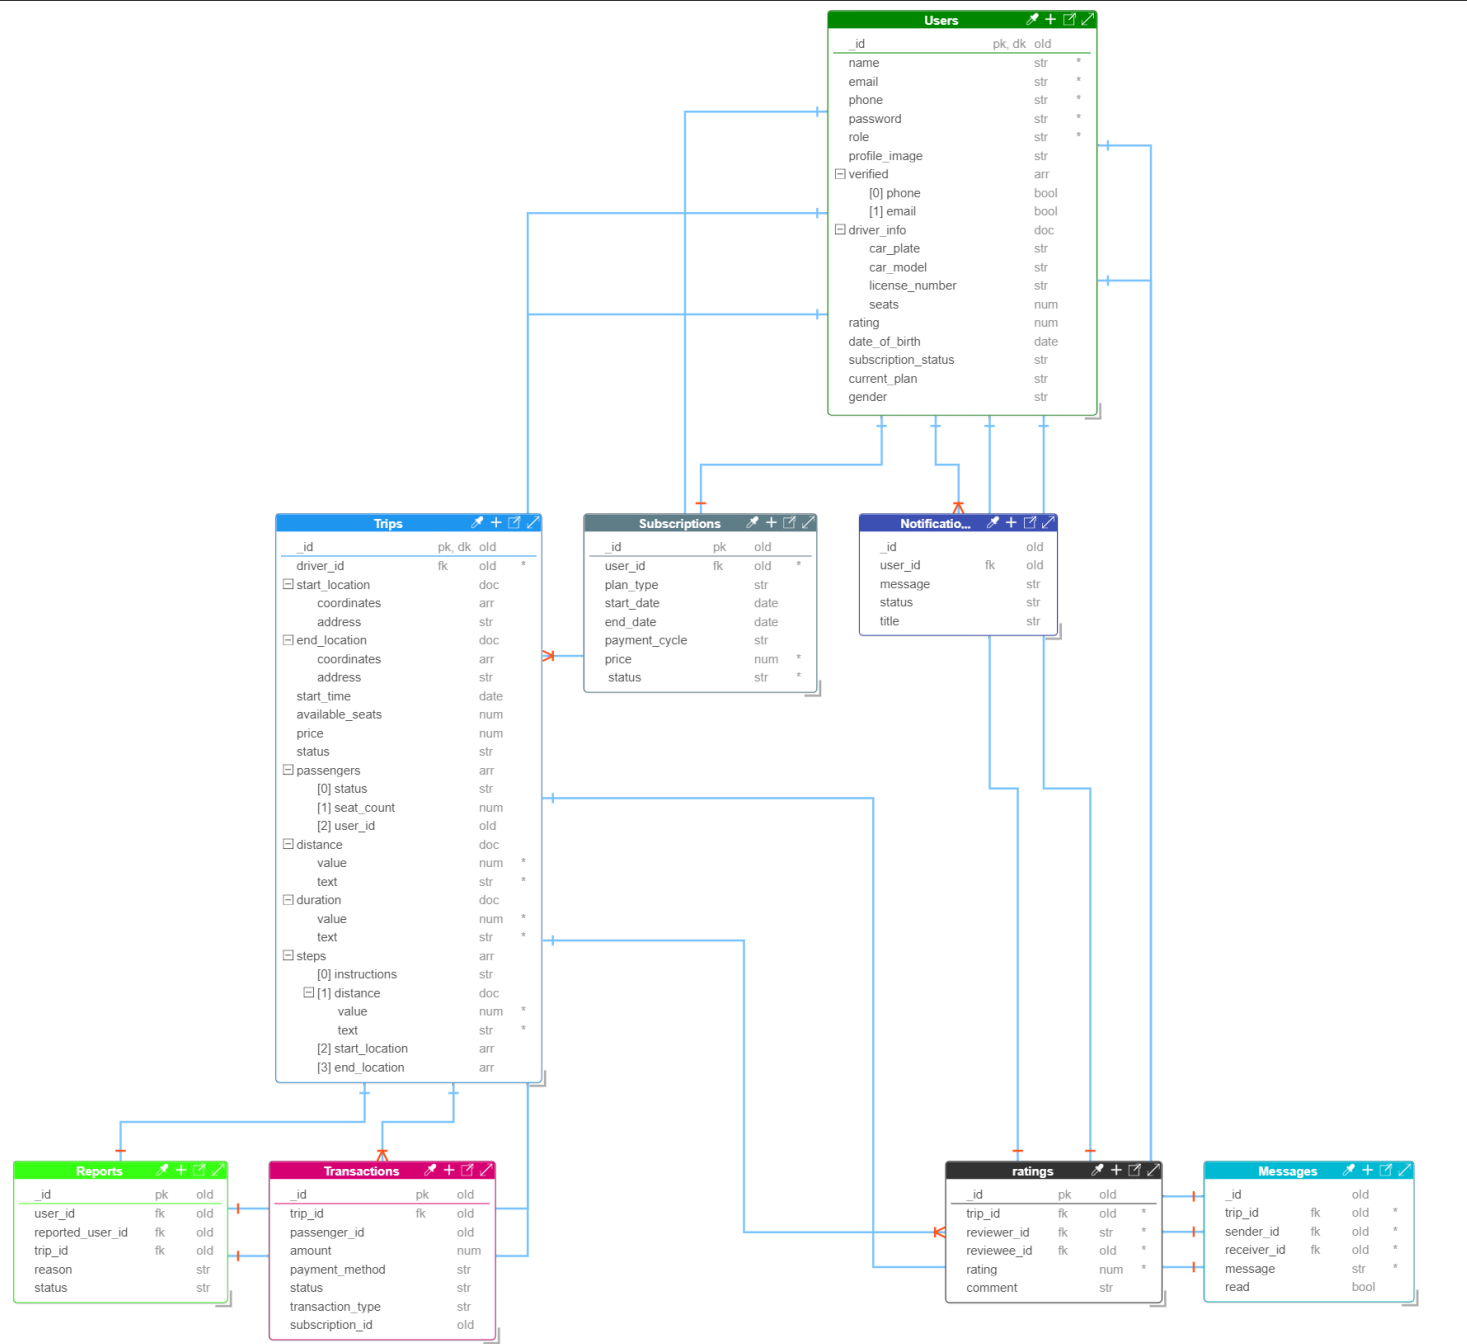 Users
_id pk, dk oId
name str *
email str *
phone str *
password str *
role str *
profile_image str
verified arr
[0] phone bool
[1] email bool
driver_info doc
car_plate str
car_model str
license_number str
seats num
rating num
date_of_birth date
subscription_status str
current_plan str
gender str
Trips
_id pk, dk oId
driver_id fk oId *
start_location doc
coordinates arr
address str
end_location doc
coordinates arr
address str
start_time date
available_seats num
price num
status str
passengers arr
[0] status str
[1] seat_count num
[2] user_id oId
distance doc
value num *
text str *
duration doc
value num *
text str *
steps arr
[0] instructions str
[1] distance doc
value num *
text str *
[2] start_location arr
[3] end_location arr
Subscriptions
_id pk oId
user_id fk oId *
plan_type str
start_date date
end_date date
payment_cycle str
price num *
status str *
Notificatio...
_id oId
user_id fk oId
message str
status str
title str
Reports
_id pk oId
user_id fk oId
reported_user_id fk oId
trip_id fk oId
reason str
status str
Transactions
_id pk oId
trip_id fk oId
passenger_id oId
amount num
payment_method str
status str
transaction_type str
subscription_id oId
ratings
_id pk oId
trip_id fk oId *
reviewer_id fk str *
reviewee_id fk oId *
rating num *
comment str
Messages
_id oId
trip_id fk oId *
sender_id fk oId *
receiver_id fk oId *
message str *
read bool